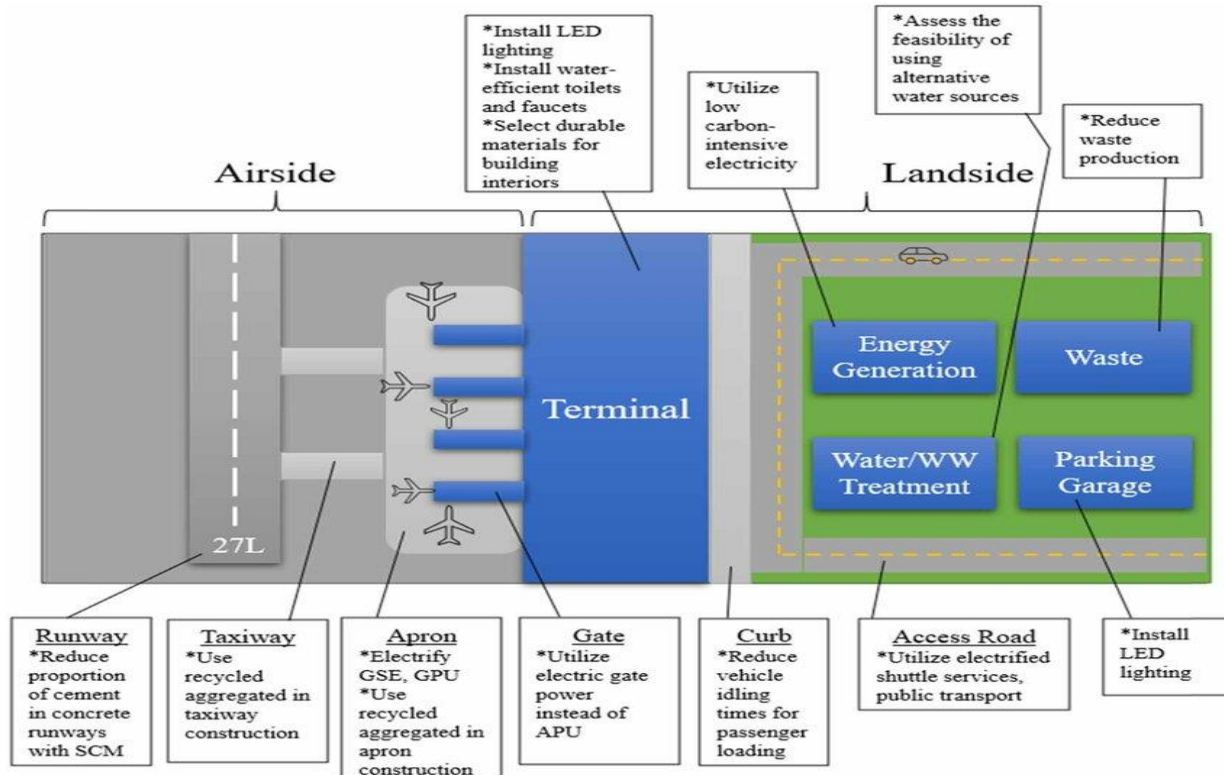 *Install LED
lighting
*Install water-
efficient toilets
and faucets
*Select durable
materials for
building
interiors
*Utilize
low
carbon-
intensive
electricity
*Assess the
feasibility of
using
alternative
water sources
*Reduce
waste
production
Airside
Landside
Terminal
Energy
Generation
Waste
Water/WW
Treatment
Parking
Garage
27L
Runway
*Reduce
proportion
of cement
in concrete
runways
with SCM
Taxiway
*Use
recycled
aggregated in
taxiway
construction
Apron
*Electrify
GSE, GPU
*Use
recycled
aggregated in
apron
construction
Gate
*Utilize
electric gate
power
instead of
APU
Curb
*Reduce
vehicle
idling
times for
passenger
loading
Access Road
*Utilize electrified
shuttle services,
public transport
*Install
LED
lighting